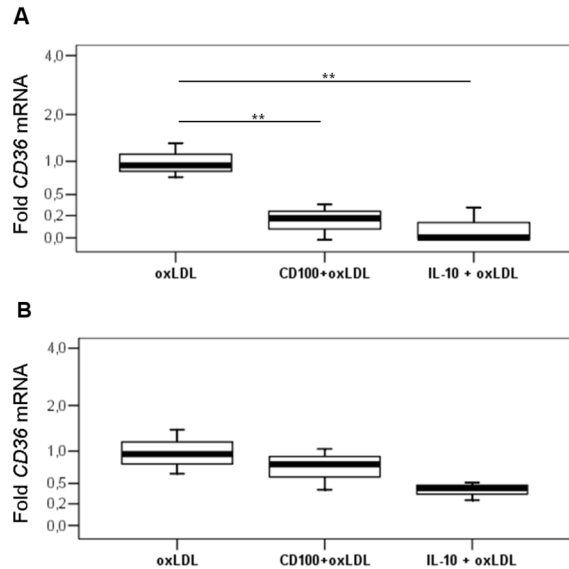 A
Fold CD36 mRNA
4,0
2,0
1,0
0,5
0,2
0,0
**
**
oxLDL CD100+oxLDL IL-10 + oxLDL
B
Fold CD36 mRNA
4,0
2,0
1,0
0,5
0,2
0,0
oxLDL CD100+oxLDL IL-10 + oxLDL